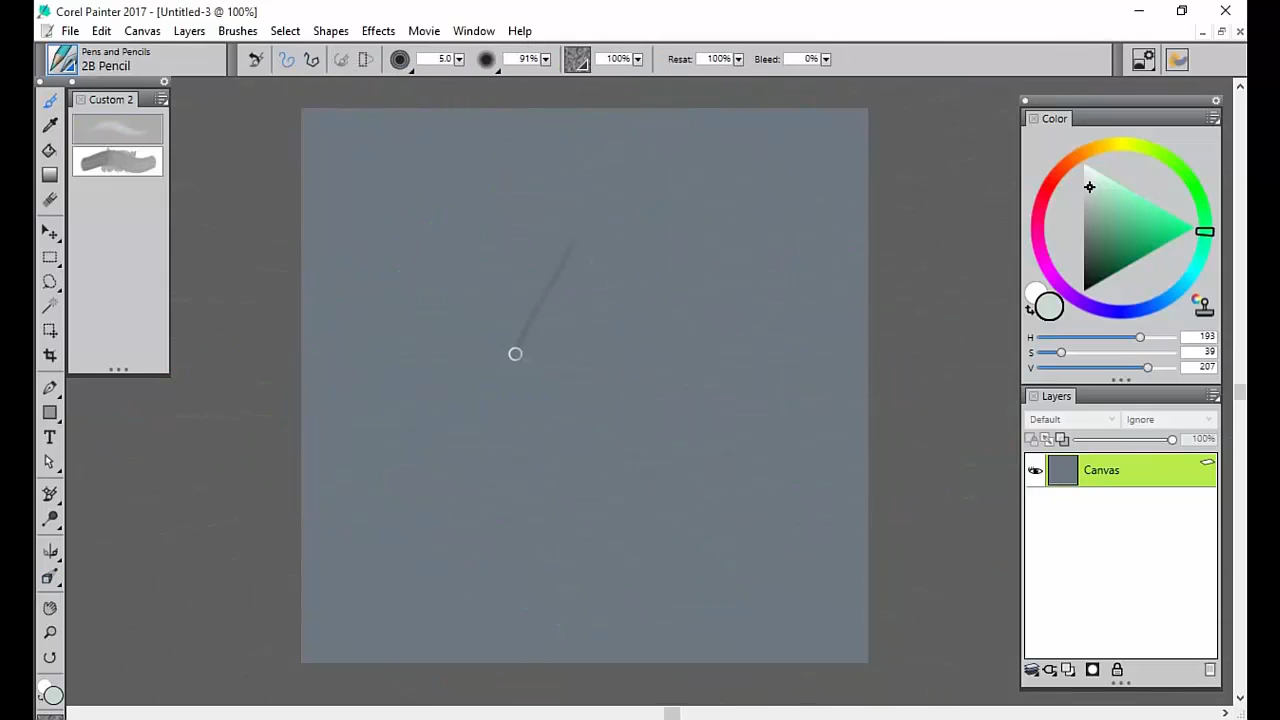 Corel Painter 2017 - [Untitled-3 @ 100%]
File Edit Canvas Layers Brushes Select Shapes Effects Movie Window Help
Pens and Pencils
2B Pencil
5.0 91% 100% Resat: 100% Bleed: 0%
Custom 2
Color
H 193
S 39
V 207
Layers
Default Ignore
100%
Canvas